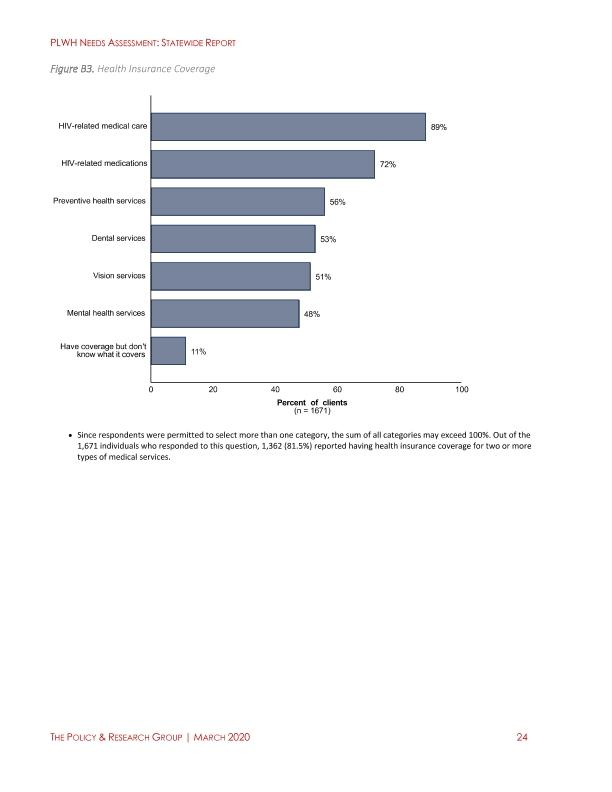 PLWH NEEDS ASSESSMENT: STATEWIDE REPORT
Figure B3. Health Insurance Coverage
HIV-related medical care
89%
HIV-related medications
72%
Preventive health services
56%
Dental services
53%
Vision services
51%
Mental health services
48%
Have coverage but don't
know what it covers
11%
0 20 40 60 80 100
Percent of clients
(n = 1671)
• Since respondents were permitted to select more than one category, the sum of all categories may exceed 100%. Out of the
1,671 individuals who responded to this question, 1,362 (81.5%) reported having health insurance coverage for two or more
types of medical services.
THE POLICY & RESEARCH GROUP | MARCH 2020 24